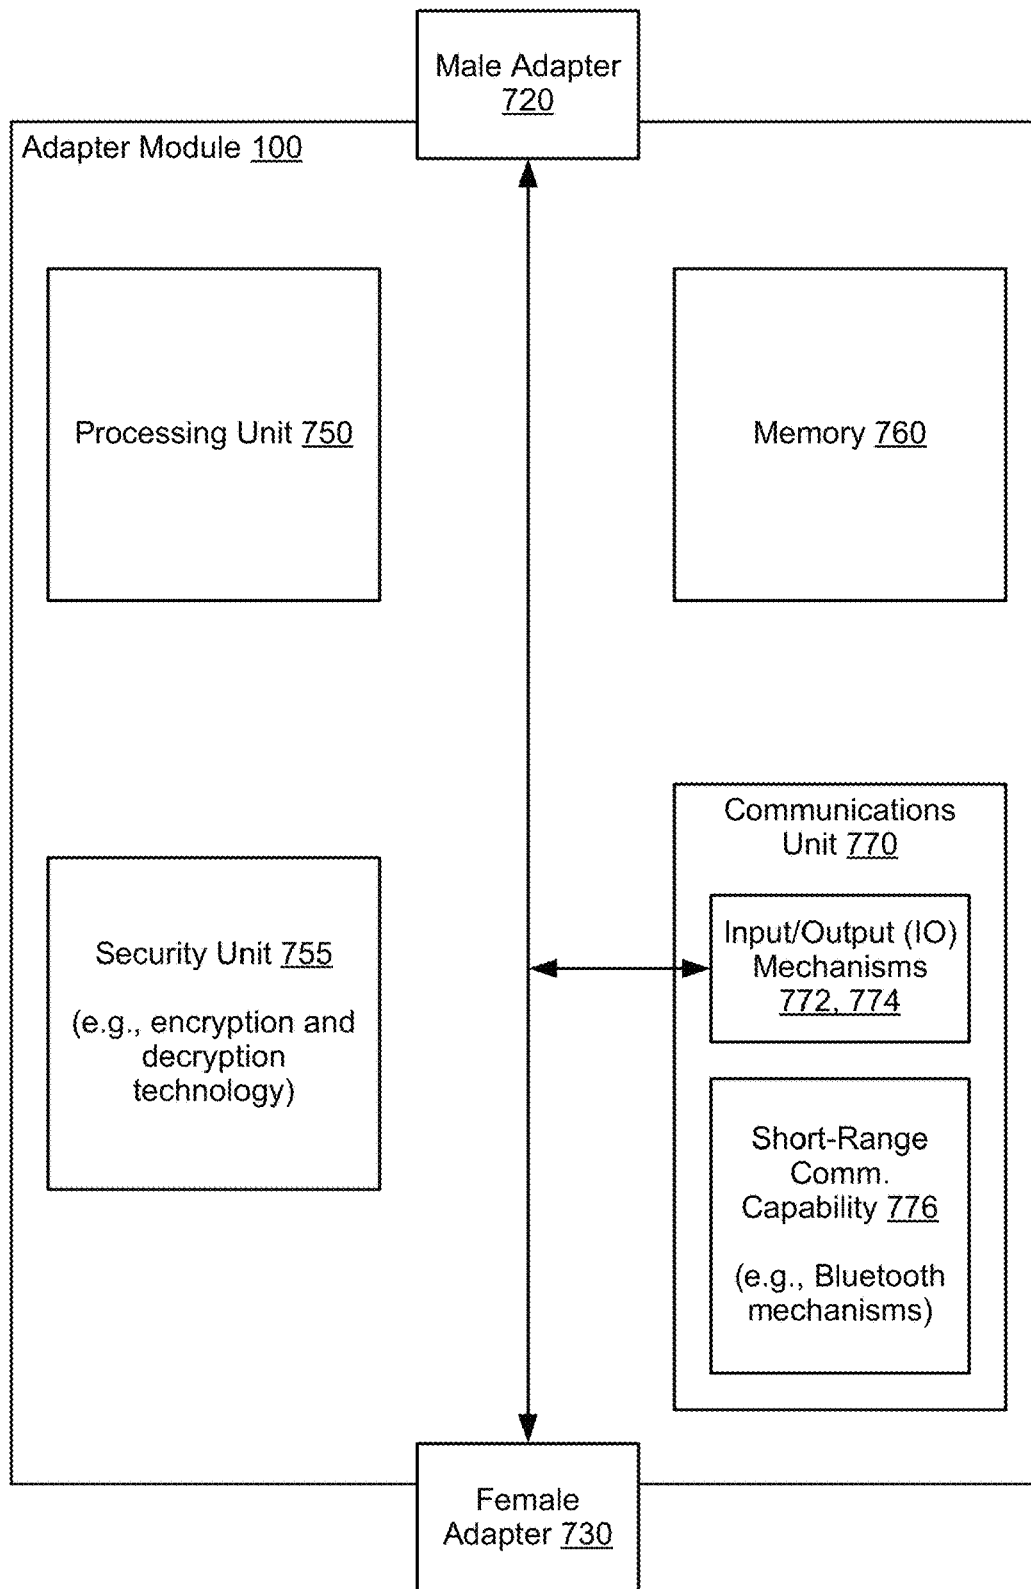 Male Adapter
720
Adapter Module 100
Processing Unit 750
Memory 760
Communications
Unit 770
Input/Output (IO)
Mechanisms
772, 774
Security Unit 755
(e.g., encryption and
decryption
technology)
Short-Range
Comm.
Capability 776
(e.g., Bluetooth
mechanisms)
Female
Adapter 730